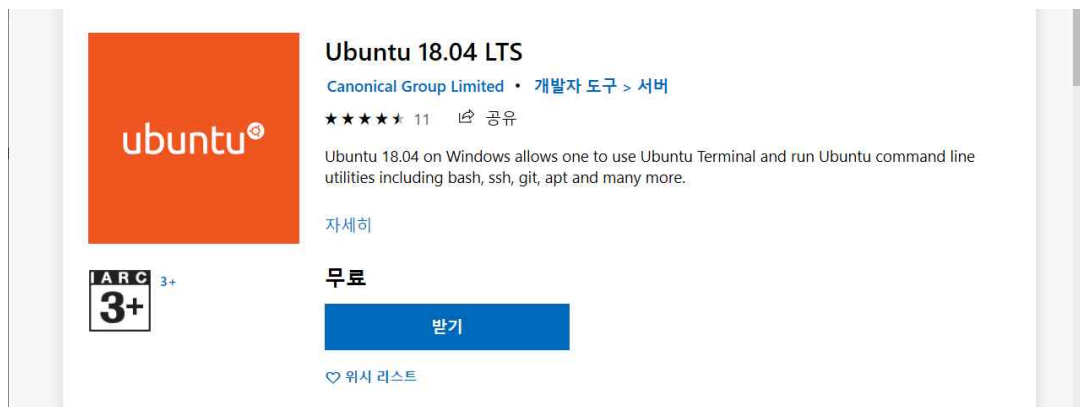 ubuntu
Ubuntu 18.04 LTS
Canonical Group Limited • 개발자 도구 > 서버
11 공유
Ubuntu 18.04 on Windows allows one to use Ubuntu Terminal and run Ubuntu command line
utilities including bash, ssh, git, apt and many more.
자세히
IARC
3+
3+
무료
받기
위시 리스트